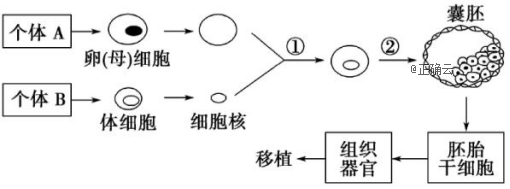 个体 A
卵(母)细胞
个体 B
体细胞
细胞核
①
②
囊胚
@正确云
胚胎
干细胞
组织
器官
移植